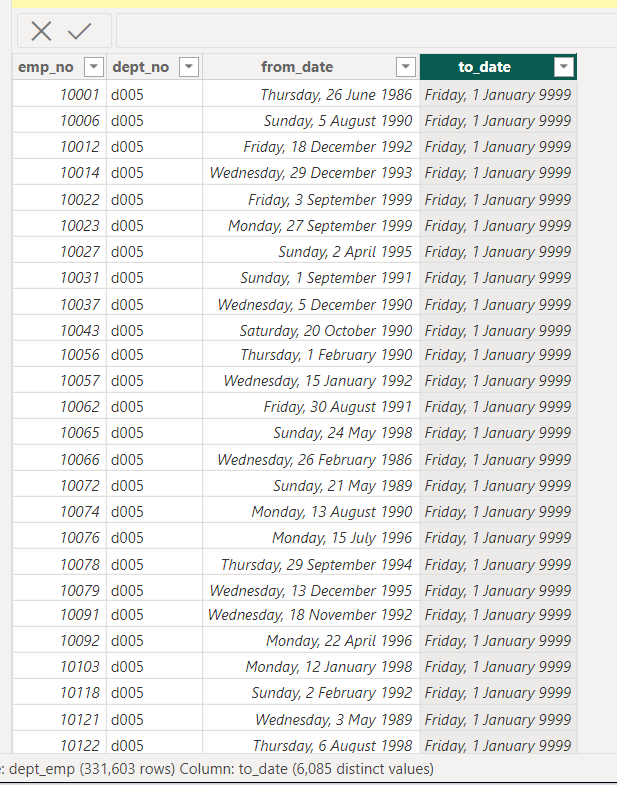 emp_no dept_no from_date to_date
10001 d005 Thursday, 26 June 1986 Friday, 1 January 9999
10006 d005 Sunday, 5 August 1990 Friday, 1 January 9999
10012 d005 Friday, 18 December 1992 Friday, 1 January 9999
10014 d005 Wednesday, 29 December 1993 Friday, 1 January 9999
10022 d005 Friday, 3 September 1999 Friday, 1 January 9999
10023 d005 Monday, 27 September 1999 Friday, 1 January 9999
10027 d005 Sunday, 2 April 1995 Friday, 1 January 9999
10031 d005 Sunday, 1 September 1991 Friday, 1 January 9999
10037 d005 Wednesday, 5 December 1990 Friday, 1 January 9999
10043 d005 Saturday, 20 October 1990 Friday, 1 January 9999
10056 d005 Thursday, 1 February 1990 Friday, 1 January 9999
10057 d005 Wednesday, 15 January 1992 Friday, 1 January 9999
10062 d005 Friday, 30 August 1991 Friday, 1 January 9999
10065 d005 Sunday, 24 May 1998 Friday, 1 January 9999
10066 d005 Wednesday, 26 February 1986 Friday, 1 January 9999
10072 d005 Sunday, 21 May 1989 Friday, 1 January 9999
10074 d005 Monday, 13 August 1990 Friday, 1 January 9999
10076 d005 Monday, 15 July 1996 Friday, 1 January 9999
10078 d005 Thursday, 29 September 1994 Friday, 1 January 9999
10079 d005 Wednesday, 13 December 1995 Friday, 1 January 9999
10091 d005 Wednesday, 18 November 1992 Friday, 1 January 9999
10092 d005 Monday, 22 April 1996 Friday, 1 January 9999
10103 d005 Monday, 12 January 1998 Friday, 1 January 9999
10118 d005 Sunday, 2 February 1992 Friday, 1 January 9999
10121 d005 Wednesday, 3 May 1989 Friday, 1 January 9999
10122 d005 Thursday, 6 August 1998 Friday, 1 January 9999
: dept_emp (331,603 rows) Column: to_date (6,085 distinct values)